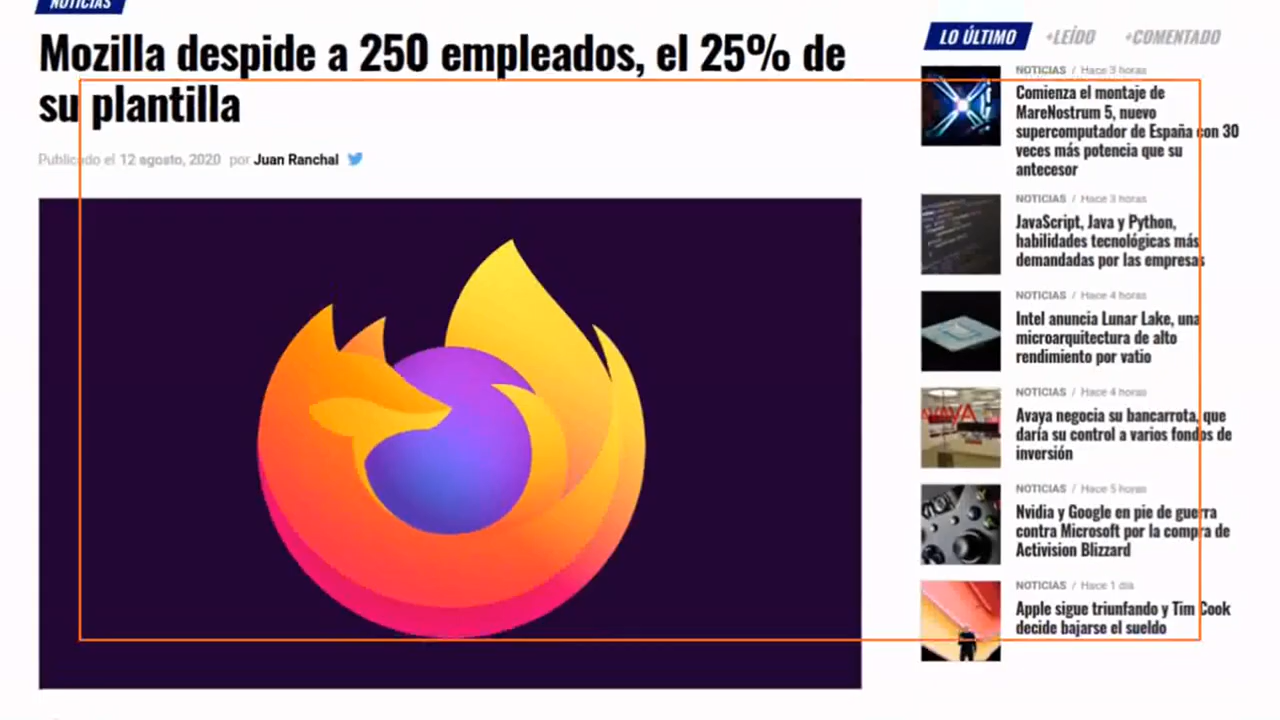 NOTICIAS
Mozilla despide a 250 empleados, el 25% de
su plantilla
Publicado el 12 agosto, 2020 por Juan Ranchal
LO ÚLTIMO +LEÍDO +COMENTADO
NOTICIAS / Hace 3 horas
Comienza el montaje de
MareNostrum 5, nuevo
supercomputador de España con 30
veces más potencia que su
antecesor
NOTICIAS / Hace 3 horas
JavaScript, Java y Python,
habilidades tecnológicas más
demandadas por las empresas
NOTICIAS / Hace 4 horas
Intel anuncia Lunar Lake, una
microarquitectura de alto
rendimiento por vatio
AVAYA
NOTICIAS / Hace 4 horas
Avaya negocia su bancarrota, que
daría su control a varios fondos de
inversión
NOTICIAS / Hace 5 horas
Nvidia y Google en pie de guerra
contra Microsoft por la compra de
Activision Blizzard
NOTICIAS / Hace 1 día
Apple sigue triunfando y Tim Cook
decide bajarse el sueldo